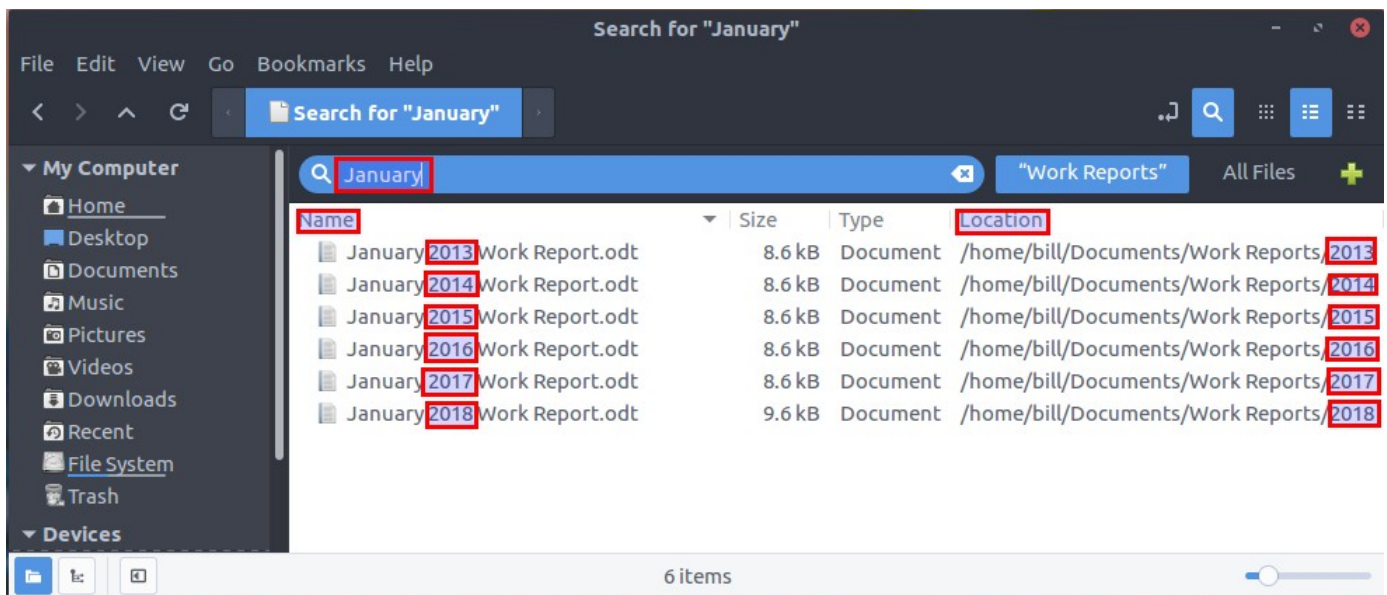 Search for "January"
File Edit View Go Bookmarks Help
Search for "January"
My Computer
Home
Desktop
Documents
Music
Pictures
Videos
Downloads
Recent
File System
Trash
Devices
January “Work Reports” All Files
Name Size Type Location
January 2013 Work Report.odt 8.6 kB Document /home/bill/Documents/Work Reports/2013
January 2014 Work Report.odt 8.6 kB Document /home/bill/Documents/Work Reports/2014
January 2015 Work Report.odt 8.6 kB Document /home/bill/Documents/Work Reports/2015
January 2016 Work Report.odt 8.6 kB Document /home/bill/Documents/Work Reports/2016
January 2017 Work Report.odt 8.6 kB Document /home/bill/Documents/Work Reports/2017
January 2018 Work Report.odt 9.6 kB Document /home/bill/Documents/Work Reports/2018
6 items